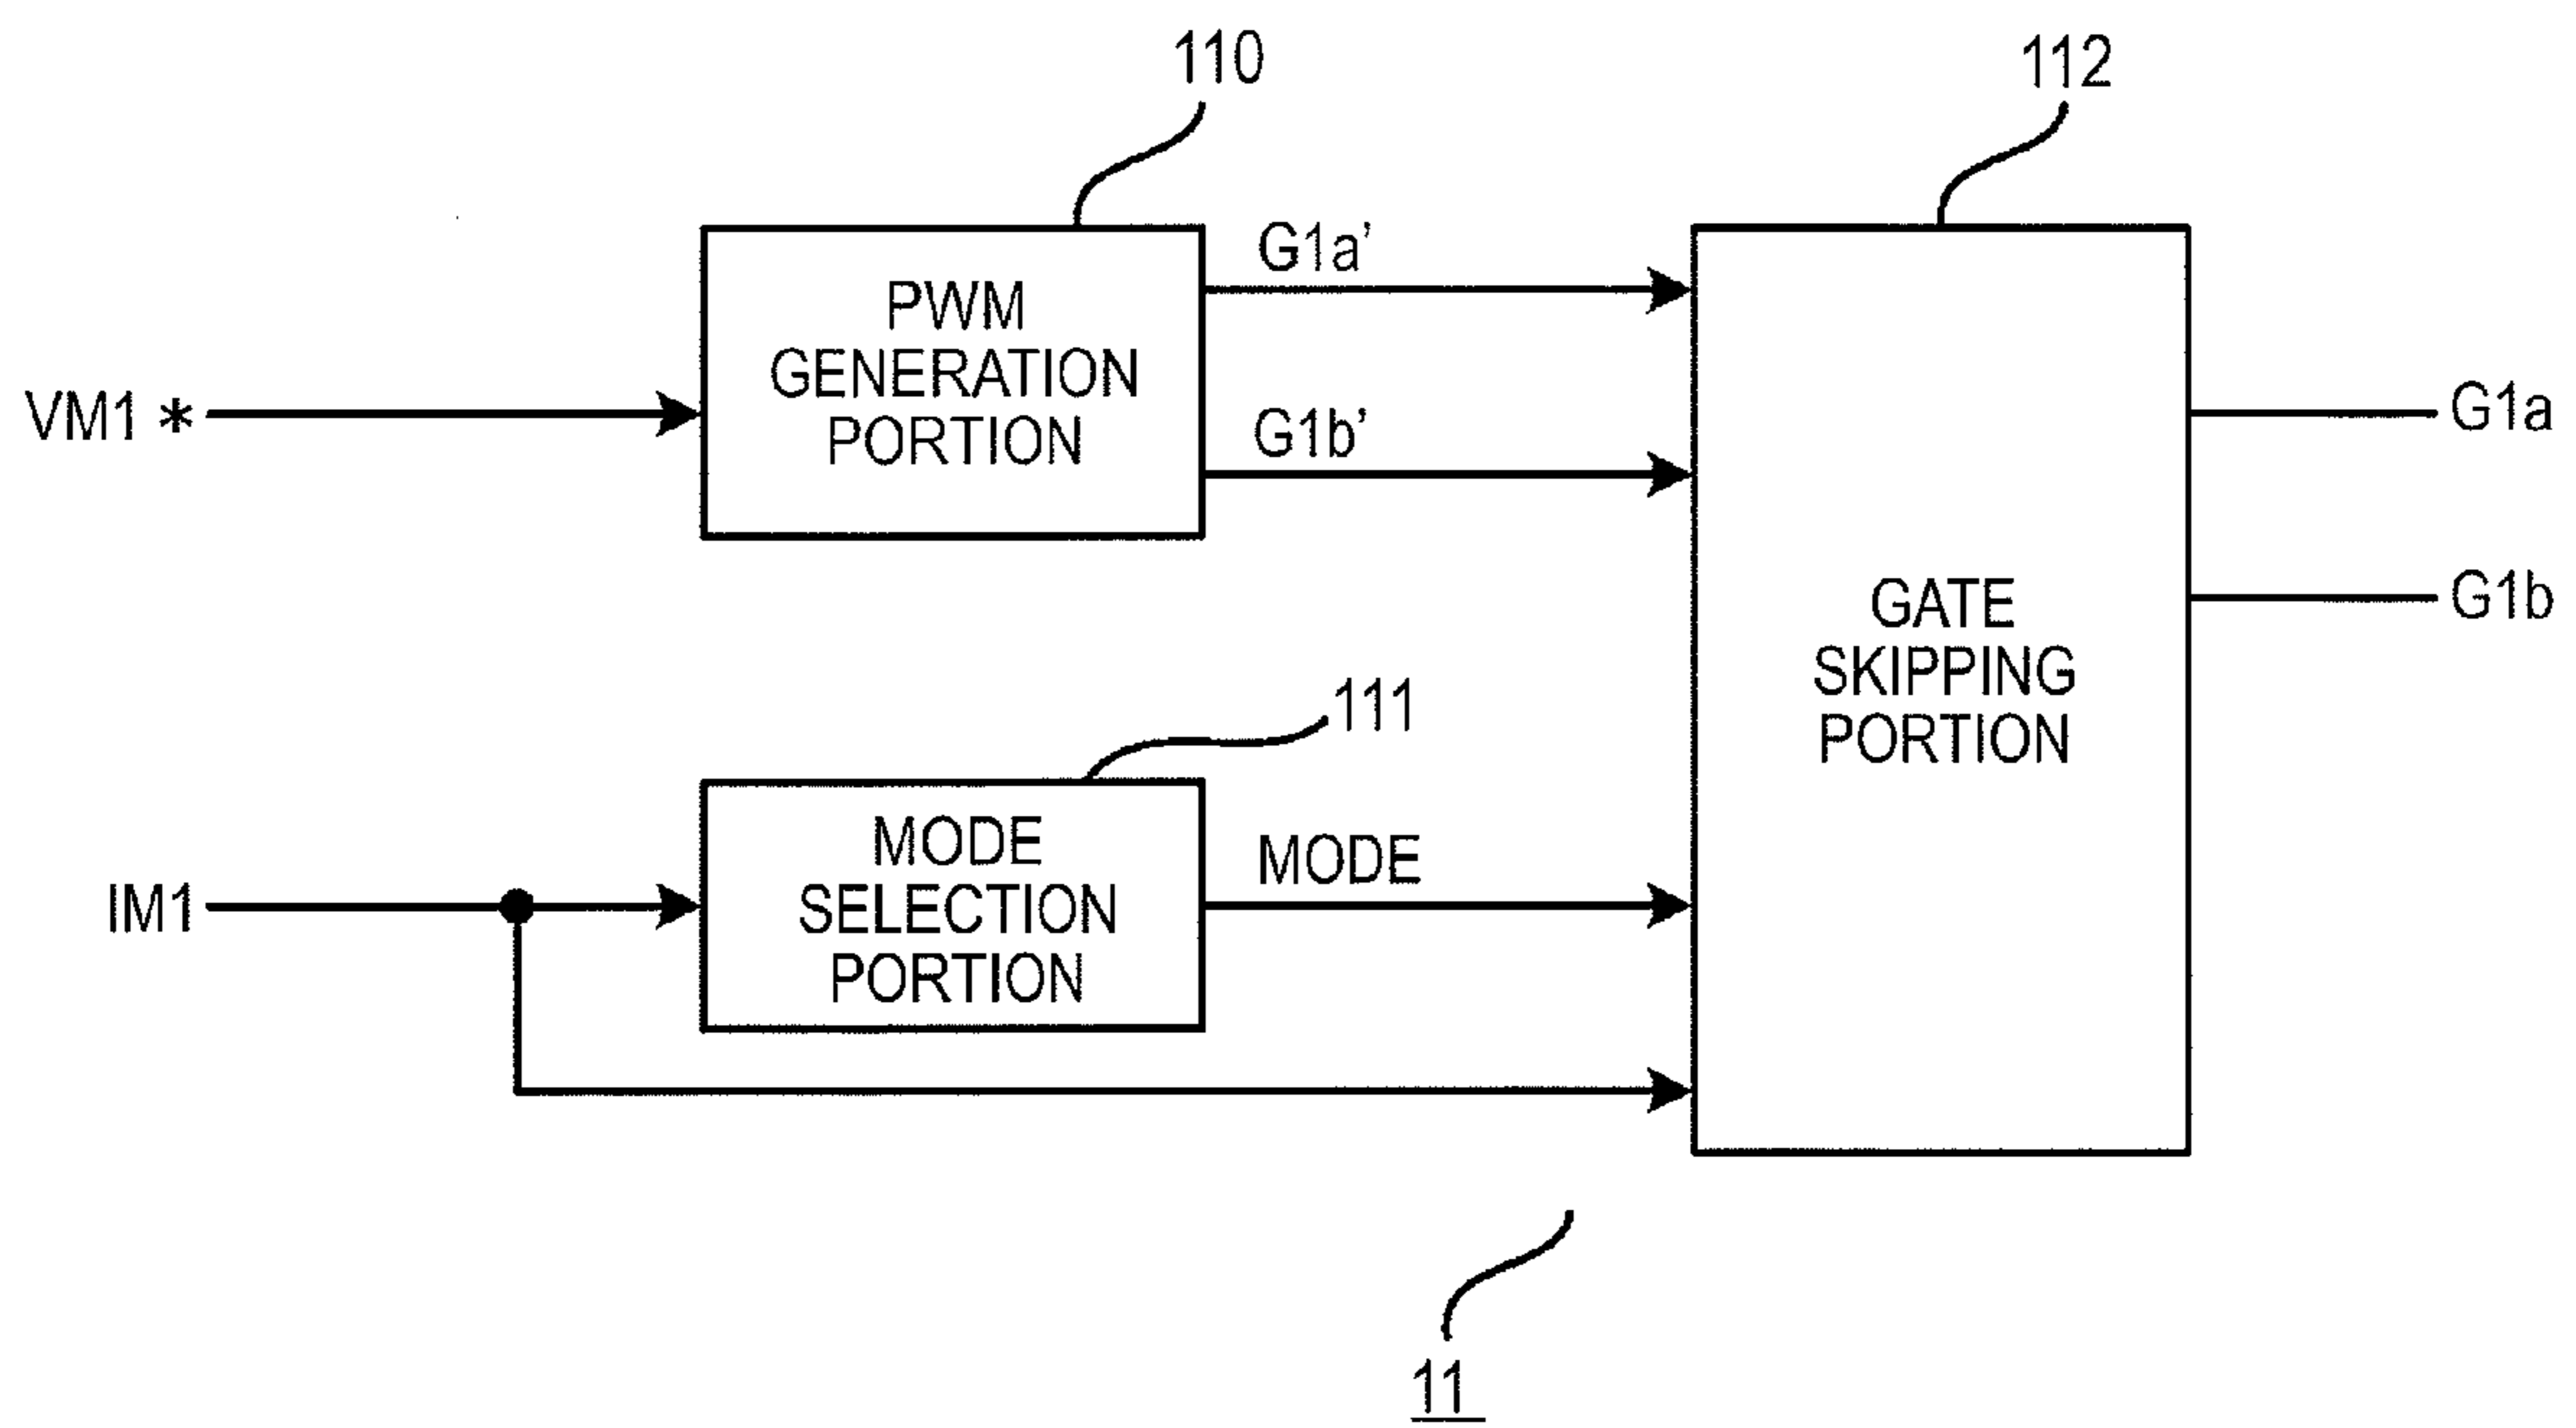 110
112
G1a’
PWM
GENERATION
PORTION
VM1 *
G1b’
G1a
G1b
GATE
SKIPPING
PORTION
111
MODE
SELECTION
PORTION
MODE
IM1
11